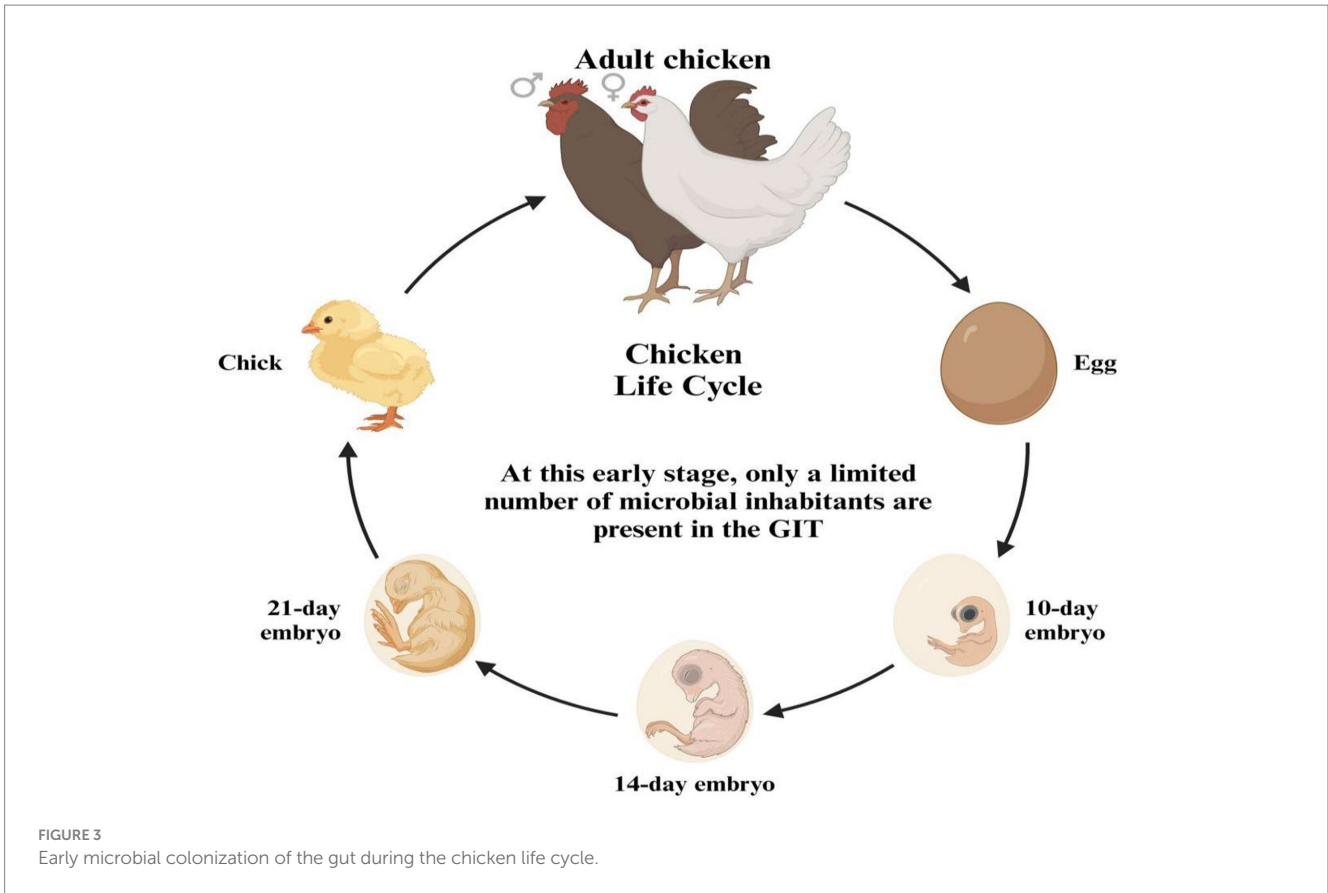 Adult chicken
♂ ♀
Chick
Chicken
Life Cycle
Egg
At this early stage, only a limited
number of microbial inhabitants are
present in the GIT
21-day
embryo
10-day
embryo
14-day embryo
FIGURE 3
Early microbial colonization of the gut during the chicken life cycle.